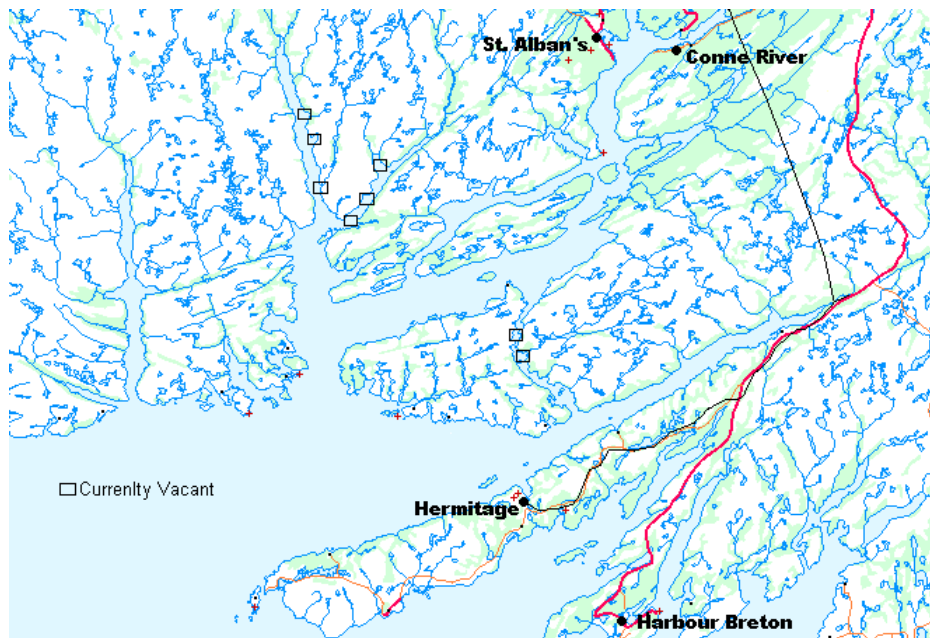 St. Alban's
Conne River
Currenlty Vacant
Hermitage
Harbour Breton